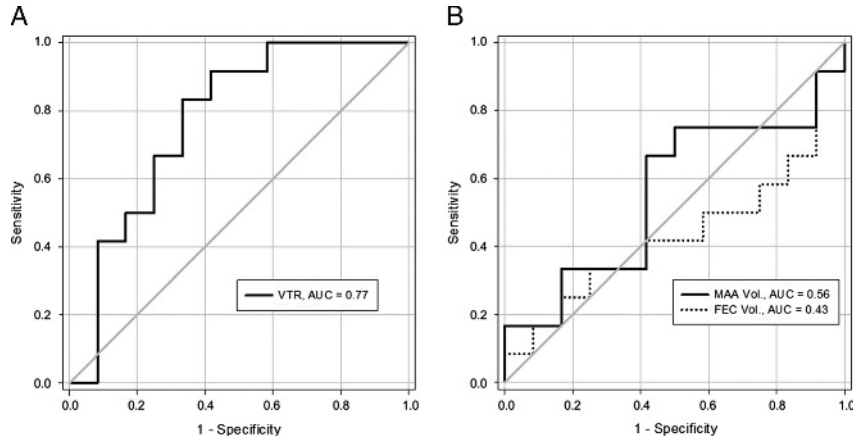 A
B
1.0
0.8
0.6
0.4
0.2
0.0
Sensitivity
VTR, AUC = 0.77
0.0 0.2 0.4 0.6 0.8 1.0
1 - Specificity
1.0
0.8
0.6
0.4
0.2
0.0
Sensitivity
MAA Vol., AUC = 0.56
FEC Vol., AUC = 0.43
0.0 0.2 0.4 0.6 0.8 1.0
1 - Specificity